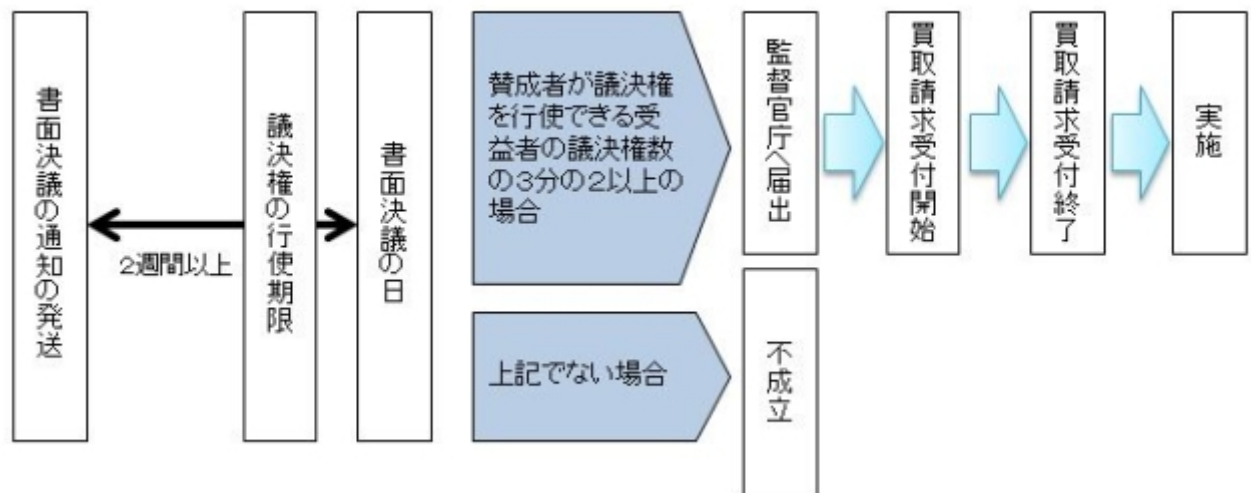 書面決議の通知の発送
2週間以上
議決権の行使期限
書面決議の日
賛成者が議決権
を行使できる受
益者の議決権数
の3分の2以上の
場合
監督官庁へ届出
買取請求受付開始
買取請求受付終了
実施
上記でない場合
不成立